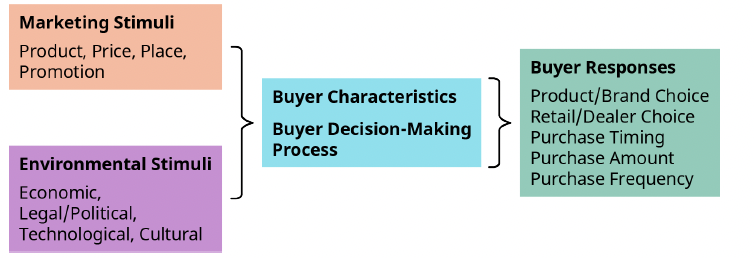 Marketing Stimuli
Product, Price, Place,
Promotion
Environmental Stimuli
Economic,
Legal/Political,
Technological, Cultural
Buyer Characteristics
Buyer Decision-Making
Process
Buyer Responses
Product/Brand Choice
Retail/Dealer Choice
Purchase Timing
Purchase Amount
Purchase Frequency